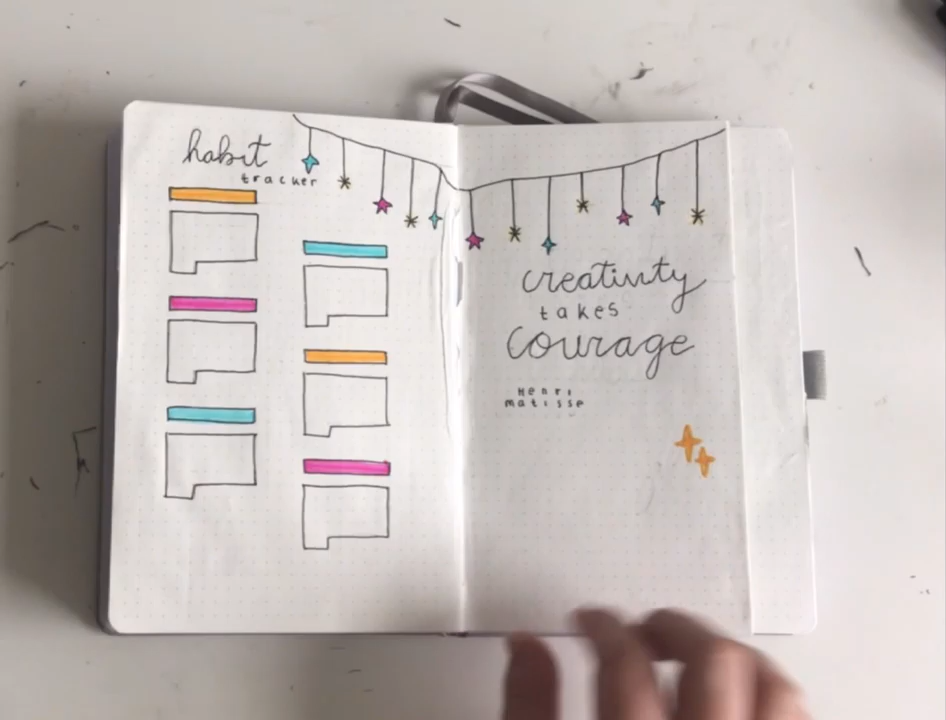 habit
tracker
creativity
takes
courage
Henri
matisse